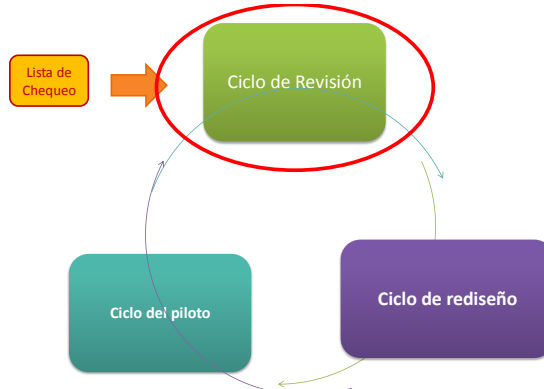 Lista de
Chequeo
Ciclo de Revisión
Ciclo del piloto
Ciclo de rediseño